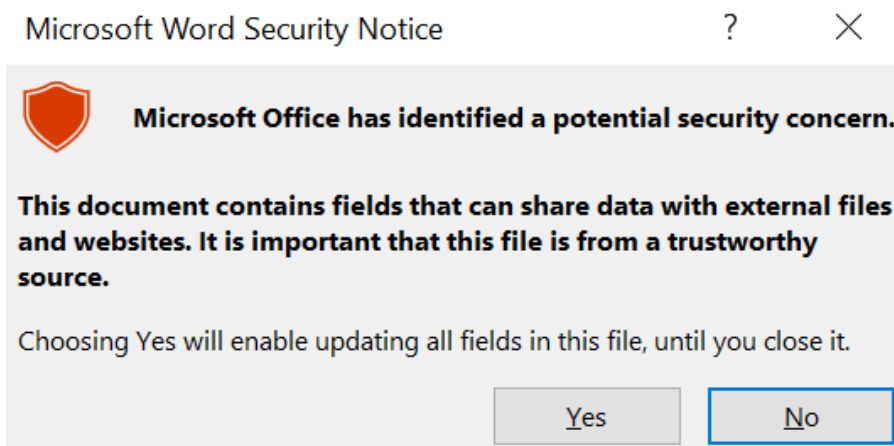 Microsoft Word Security Notice ?
Microsoft Office has identified a potential security concern.
This document contains fields that can share data with external files
and websites. It is important that this file is from a trustworthy
source.
Choosing Yes will enable updating all fields in this file, until you close it.
Yes No